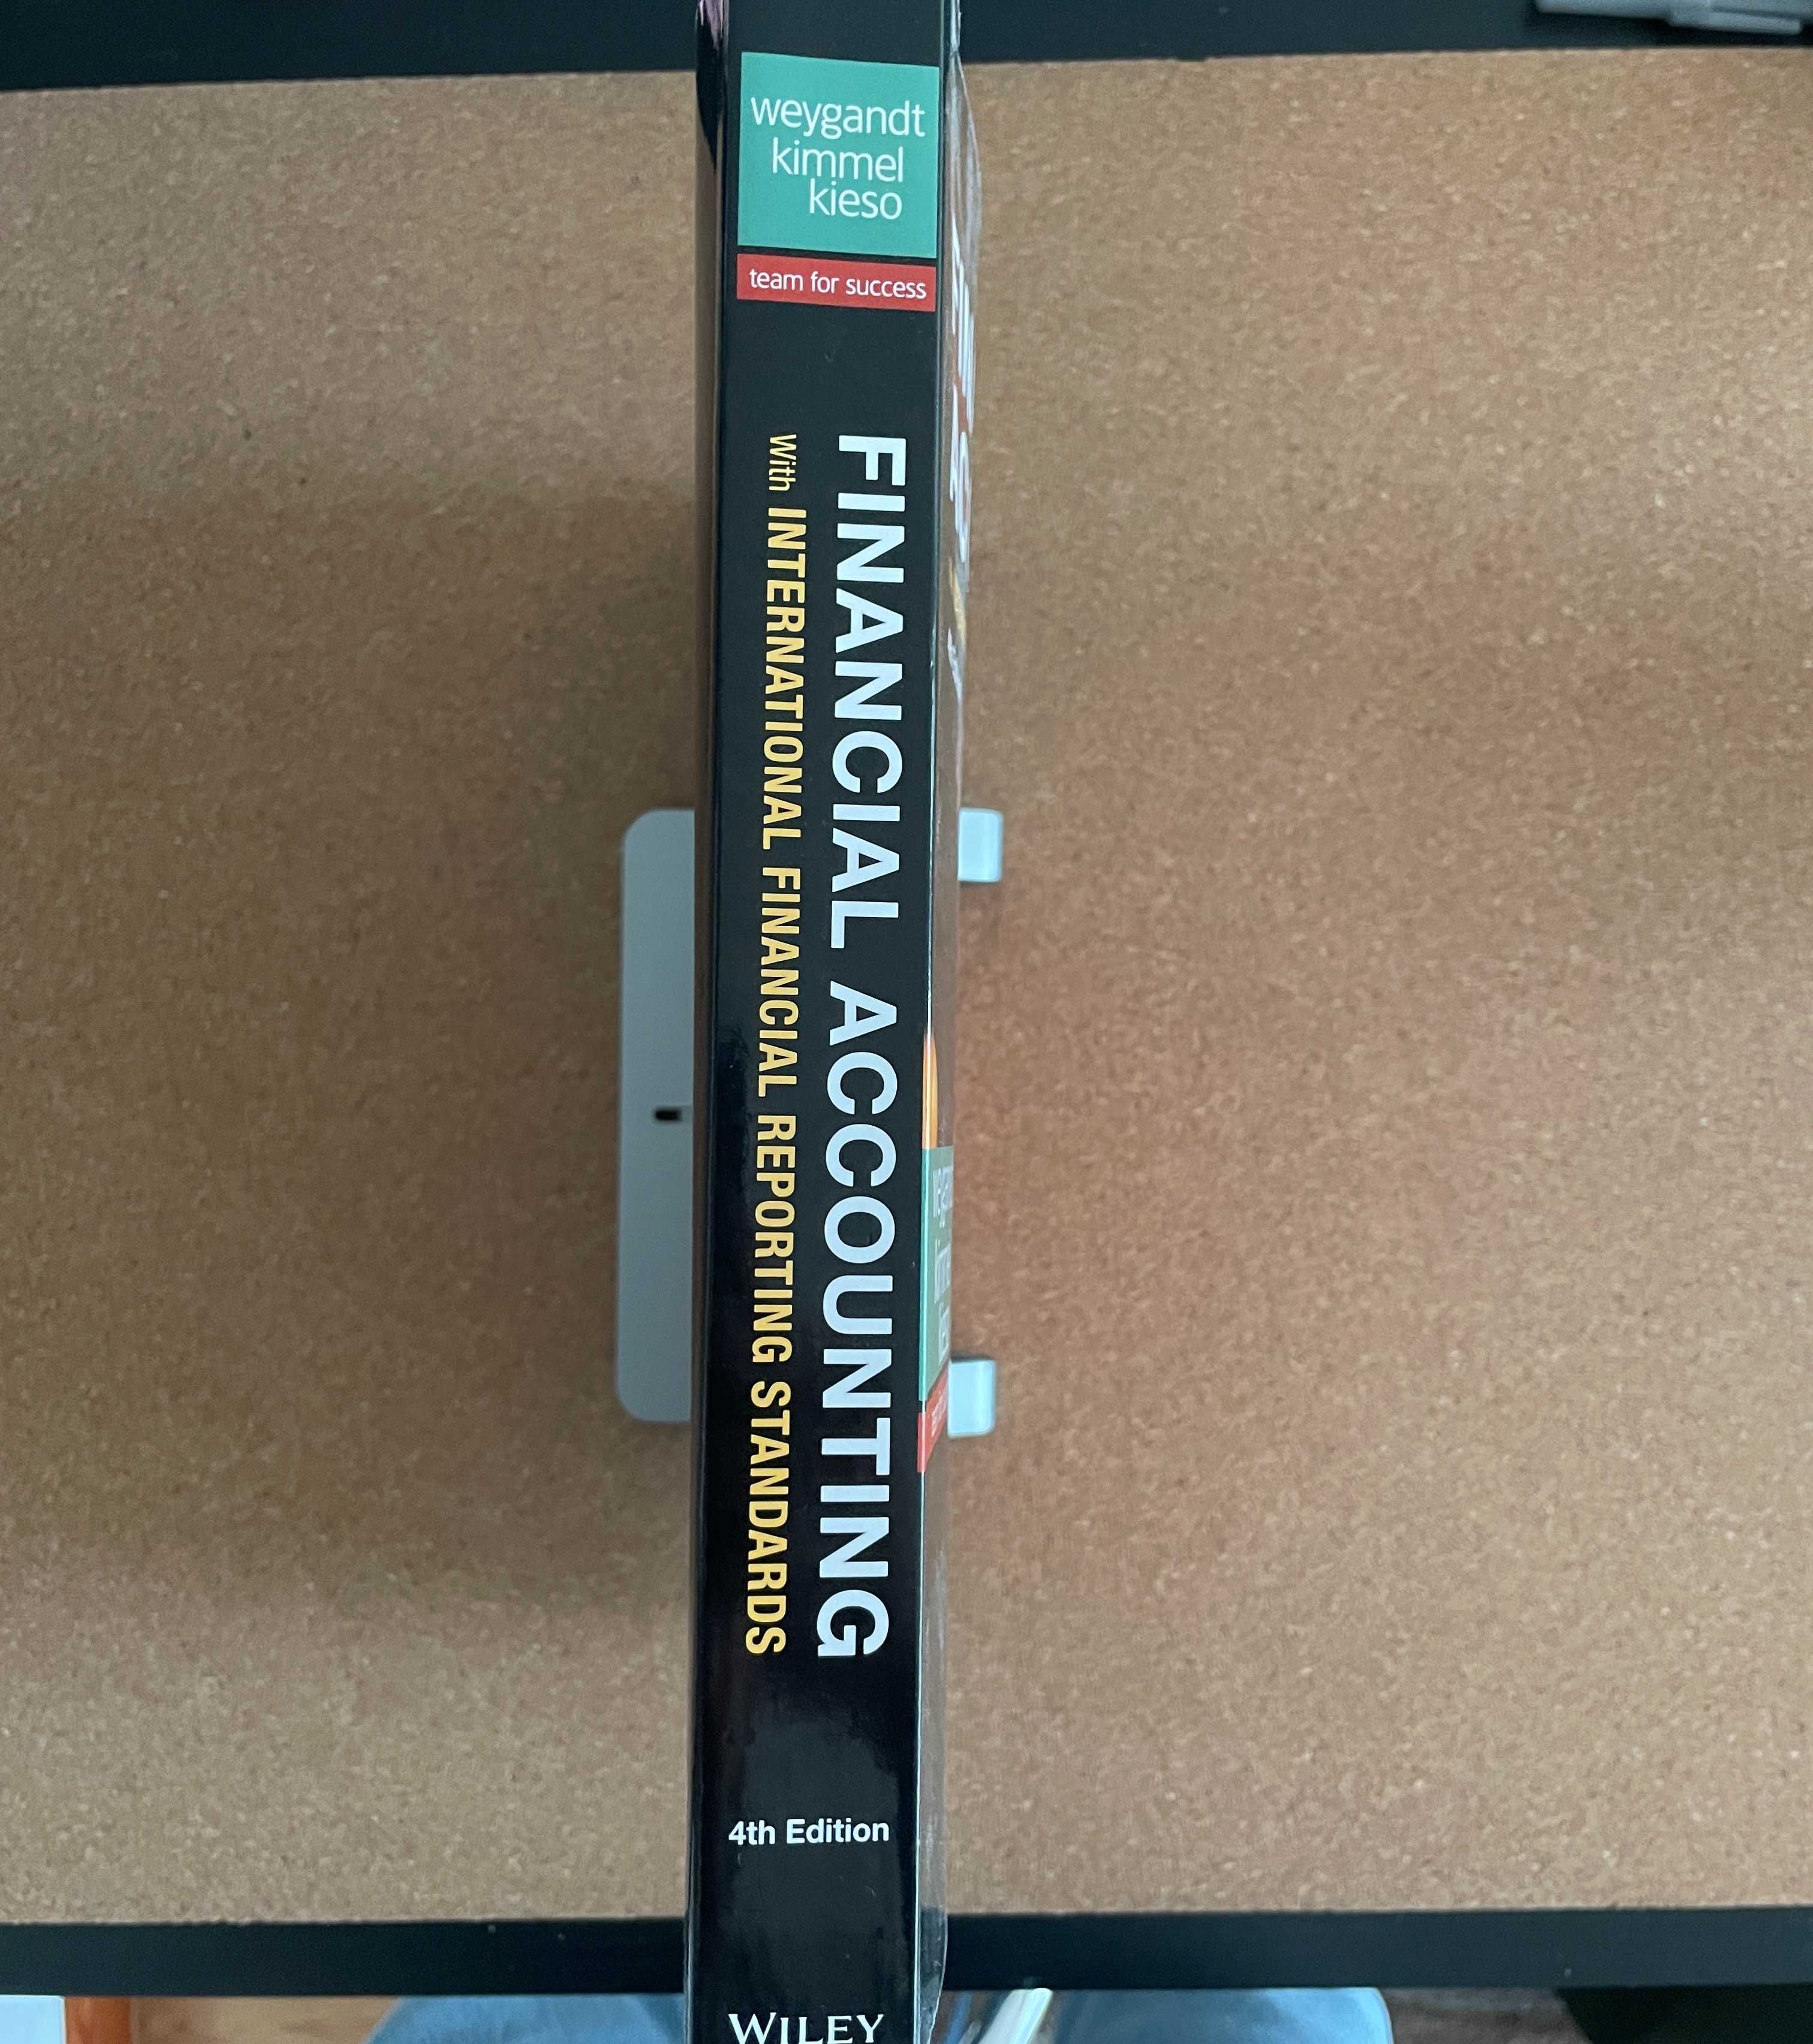 weygandt
kimmel
kieso
team for success
FINANCIAL ACCOUNTING
With INTERNATIONAL FINANCIAL REPORTING STANDARDS
4th Edition
WILEY